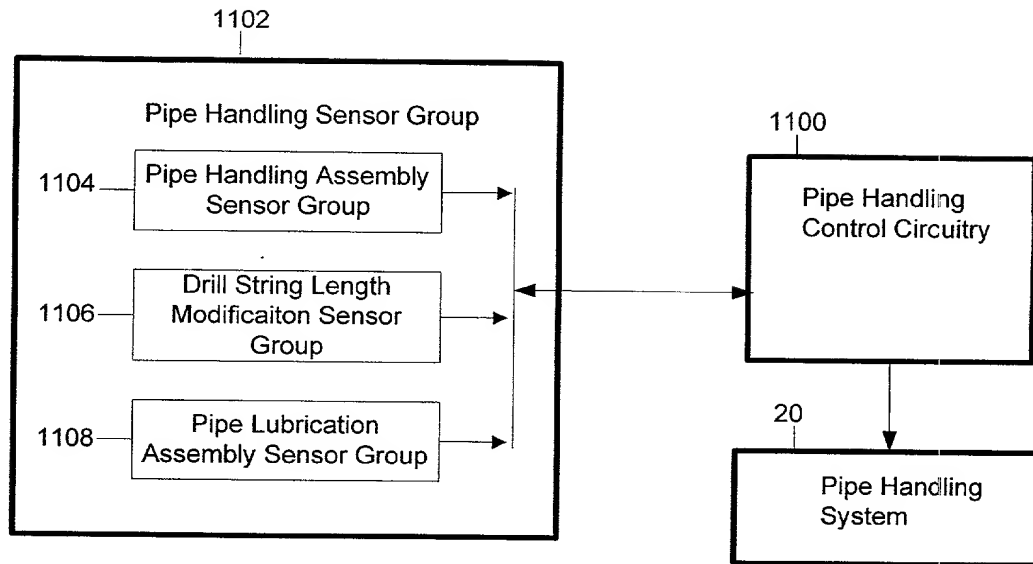 1102
Pipe Handling Sensor Group
1104
Pipe Handling Assembly
Sensor Group
1106
Drill String Length
Modificaiton Sensor
Group
1108
Pipe Lubrication
Assembly Sensor Group
1100
Pipe Handling
Control Circuitry
20
Pipe Handling
System